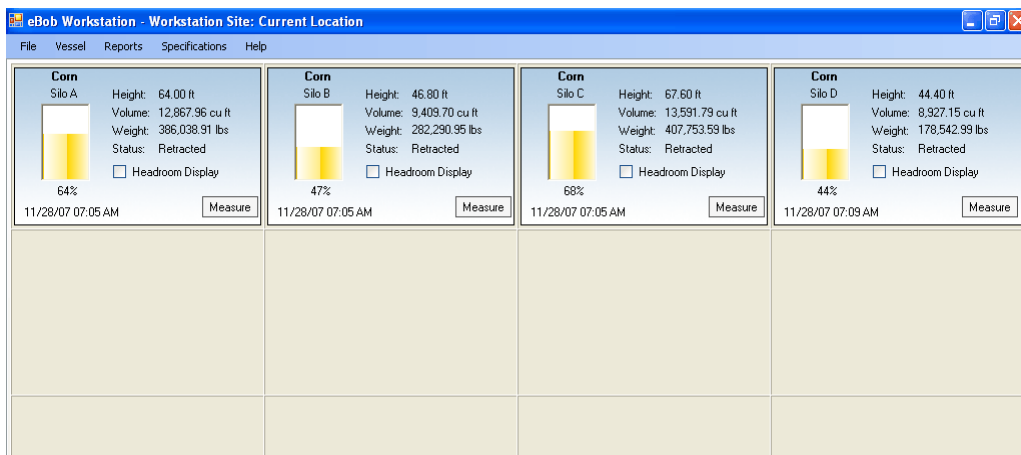 eBob Workstation - Workstation Site: Current Location
File Vessel Reports Specifications Help
Corn
Silo A
Height: 64.00 ft
Volume: 12,867.96 cu ft
Weight: 386,038.91 lbs
Status: Retracted
Headroom Display
64%
11/28/07 07:05 AM
Measure
Corn
Silo B
Height: 46.80 ft
Volume: 9,409.70 cu ft
Weight: 282,290.95 lbs
Status: Retracted
Headroom Display
47%
11/28/07 07:05 AM
Measure
Corn
Silo C
Height: 67.60 ft
Volume: 13,591.79 cu ft
Weight: 407,753.59 lbs
Status: Retracted
Headroom Display
68%
11/28/07 07:05 AM
Measure
Corn
Silo D
Height: 44.40 ft
Volume: 8,927.15 cu ft
Weight: 178,542.99 lbs
Status: Retracted
Headroom Display
44%
11/28/07 07:09 AM
Measure